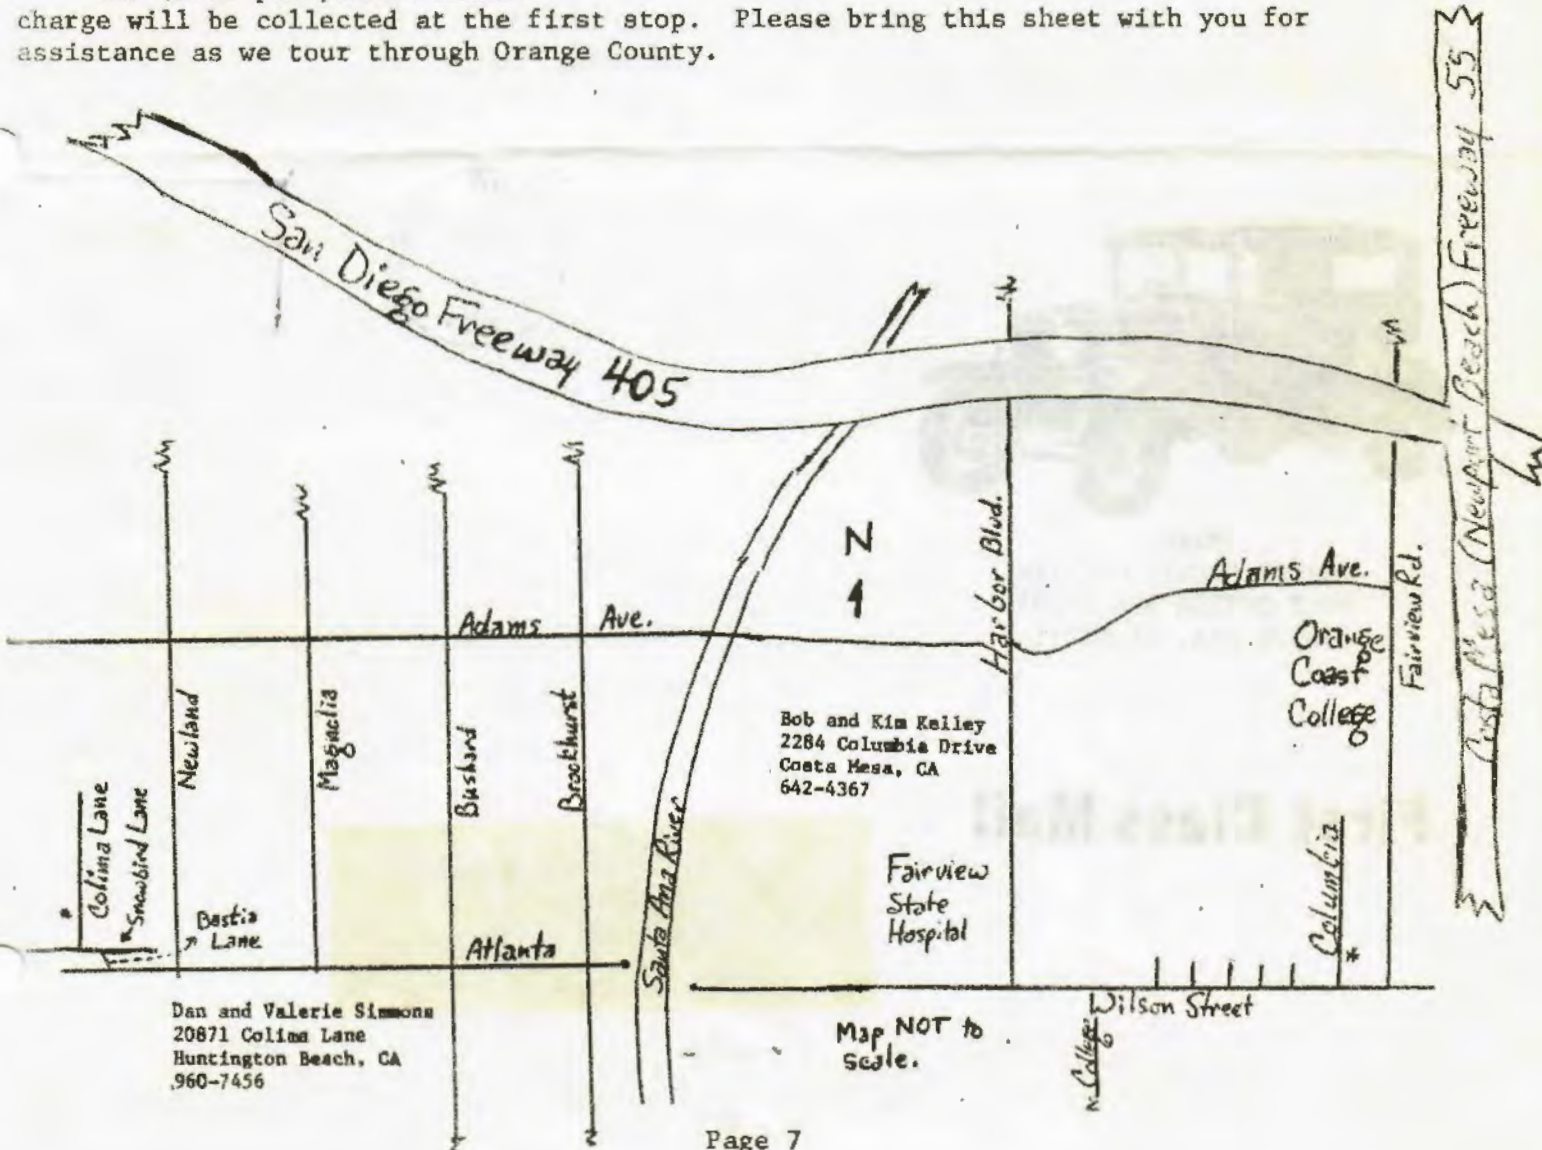 charge will be collected at the first stop. Please bring this sheet with you for
assistance as we tour through Orange County.
Costa Mesa (Newport Beach) Freeway 55
San Diego Freeway 405
N
Harbor Blvd.
Adams Ave.
Adams Ave.
Fairview Rd.
Orange
Coast
College
Newland
Magnolia
Bushard
Brookhurst
Bob and Kim Kelley
2284 Columbia Drive
Costa Mesa, CA
642-4367
Colima Lane
Snowbird Lane
Bastia
Lane
Atlanta
Santa Ana River
Fairview
State
Hospital
Columbia
*
Wilson Street
College
Map NOT to
scale.
Dan and Valerie Simmons
20871 Colima Lane
Huntington Beach, CA
960-7456
Page 7
First Class Mail